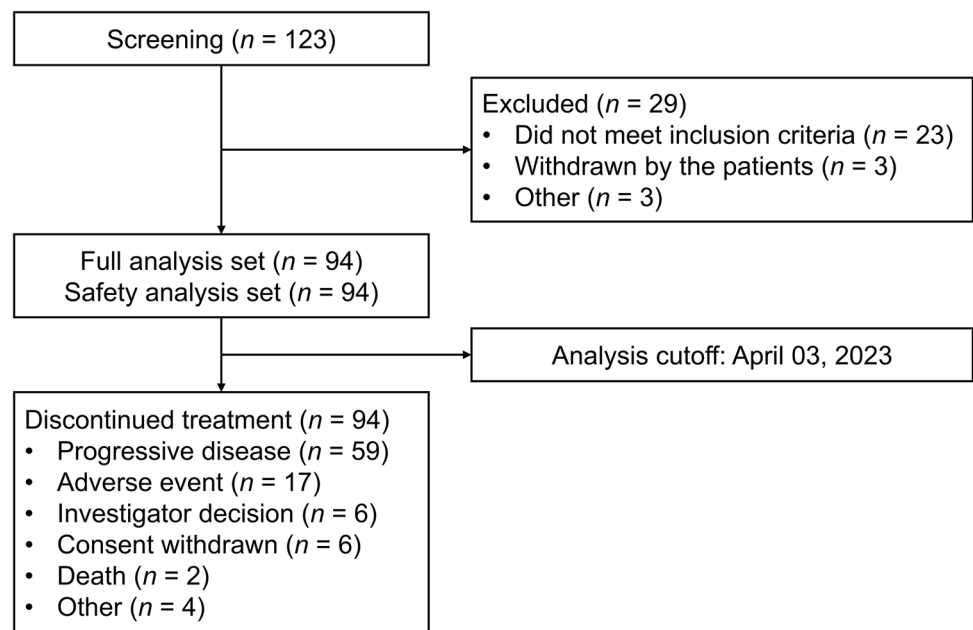 Screening (n = 123)
Excluded (n = 29)
• Did not meet inclusion criteria (n = 23)
• Withdrawn by the patients (n = 3)
• Other (n = 3)
Full analysis set (n = 94)
Safety analysis set (n = 94)
Analysis cutoff: April 03, 2023
Discontinued treatment (n = 94)
• Progressive disease (n = 59)
• Adverse event (n = 17)
• Investigator decision (n = 6)
• Consent withdrawn (n = 6)
• Death (n = 2)
• Other (n = 4)